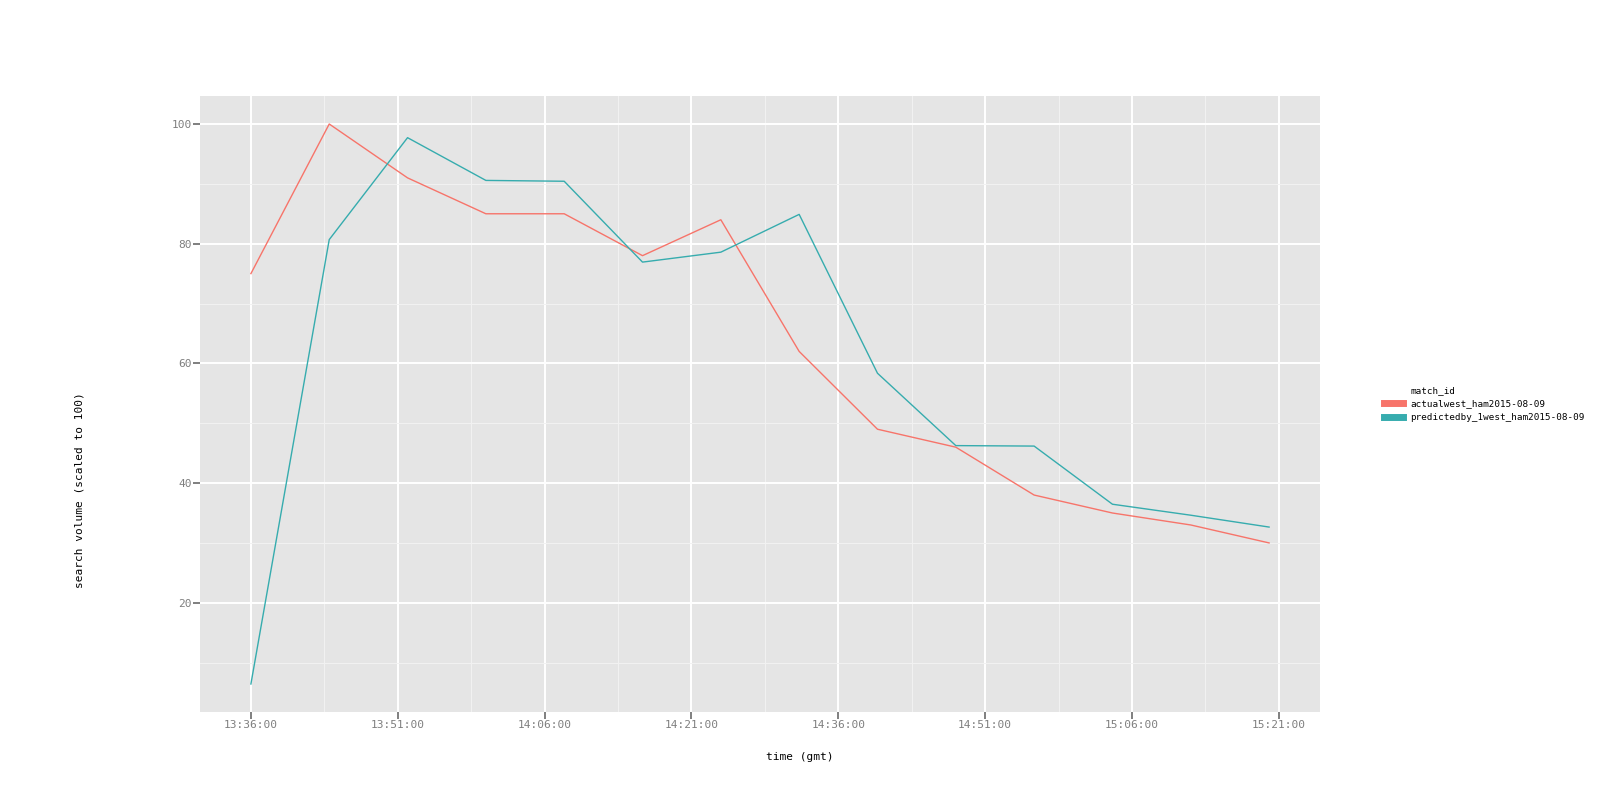 100
80
60
40
20
search volume (scaled to 100)
13:36:00 13:51:00 14:06:00 14:21:00 14:36:00 14:51:00 15:06:00 15:21:00
time (gmt)
match_id
actualwest_ham2015-08-09
predictedby_1west_ham2015-08-09